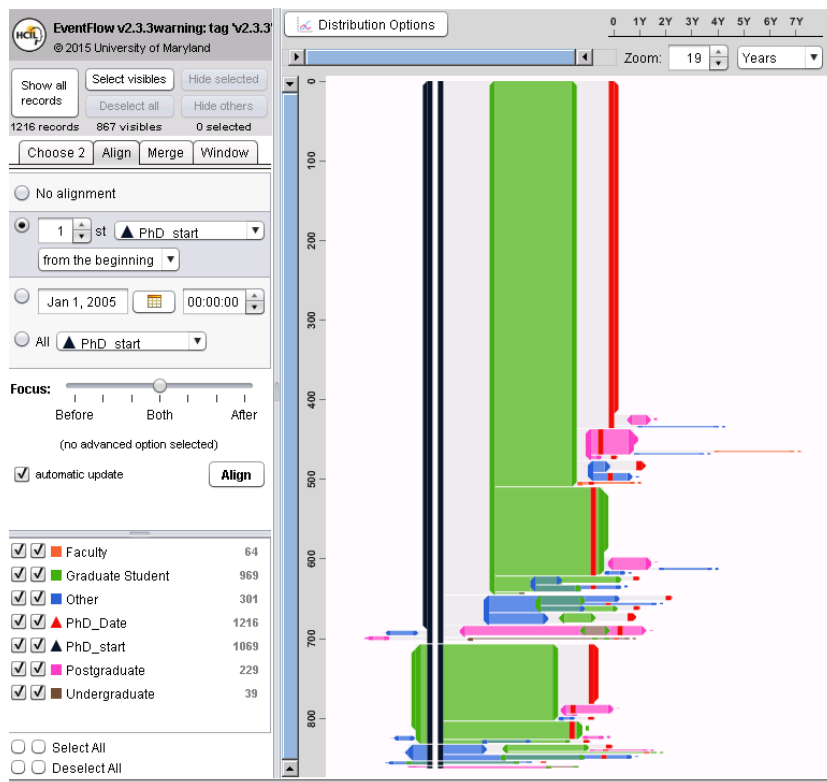 HCIL
EventFlow v2.3.3warning: tag 'v2.3.3'
© 2015 University of Maryland
Show all records
Select visibles
Hide selected
Deselect all
Hide others
1216 records
867 visibles
0 selected
Choose 2
Align
Merge
Window
No alignment
1 st PhD_start
from the beginning
Jan 1, 2005
00:00:00
All PhD_start
Focus:
Before
Both
After
(no advanced option selected)
automatic update
Align
Faculty 64
Graduate Student 969
Other 301
PhD_Date 1216
PhD_start 1069
Postgraduate 229
Undergraduate 39
Select All
Deselect All
Distribution Options
0 1Y 2Y 3Y 4Y 5Y 6Y 7Y
Zoom: 19 Years
0
100
200
300
400
500
600
700
800